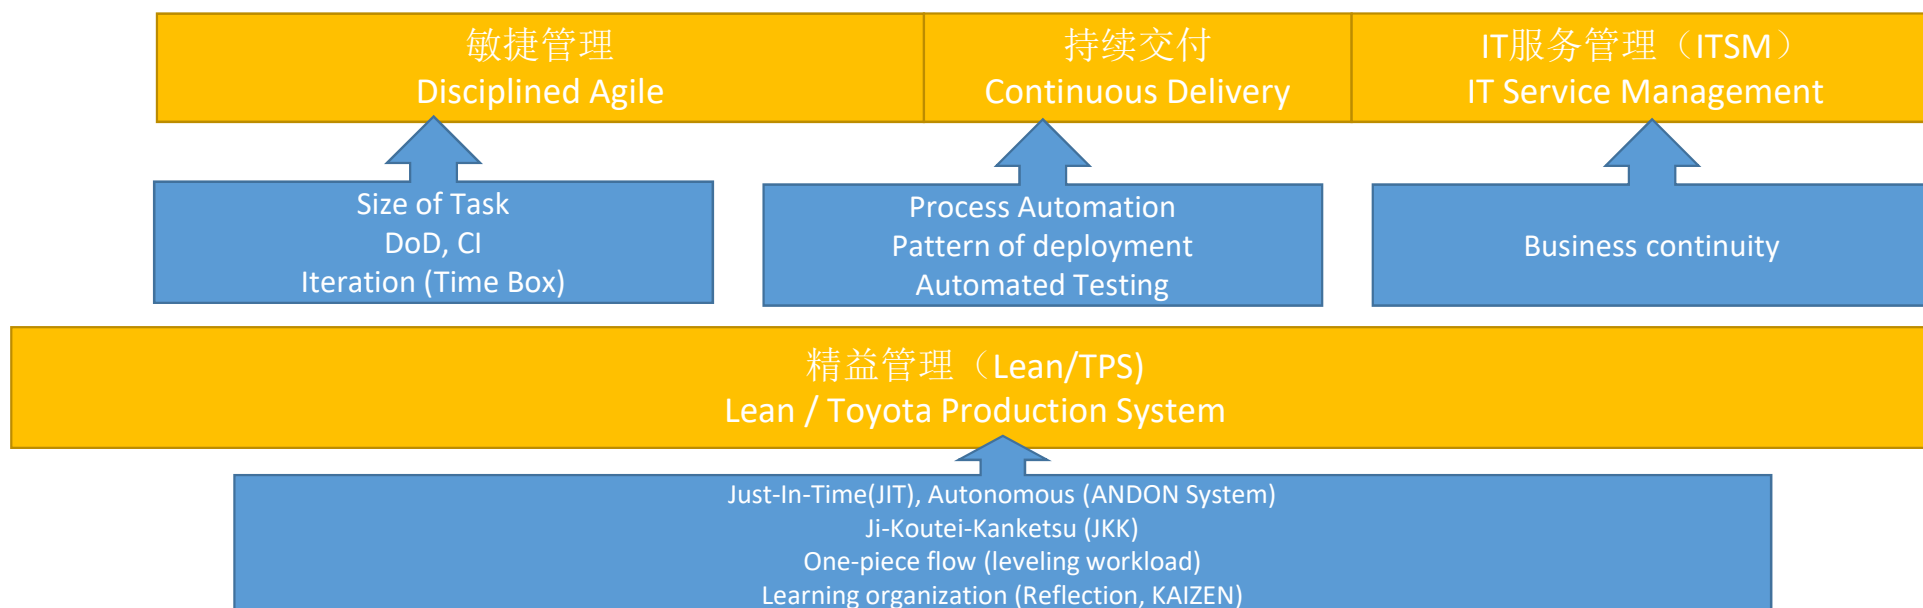 敏捷管理
Disciplined Agile
持续交付
Continuous Delivery
IT服务管理（ITSM）
IT Service Management
Size of Task
DoD, CI
Iteration (Time Box)
Process Automation
Pattern of deployment
Automated Testing
Business continuity
精益管理（Lean/TPS)
Lean / Toyota Production System
Just-In-Time(JIT), Autonomous (ANDON System)
Ji-Koutei-Kanketsu (JKK)
One-piece flow (leveling workload)
Learning organization (Reflection, KAIZEN)